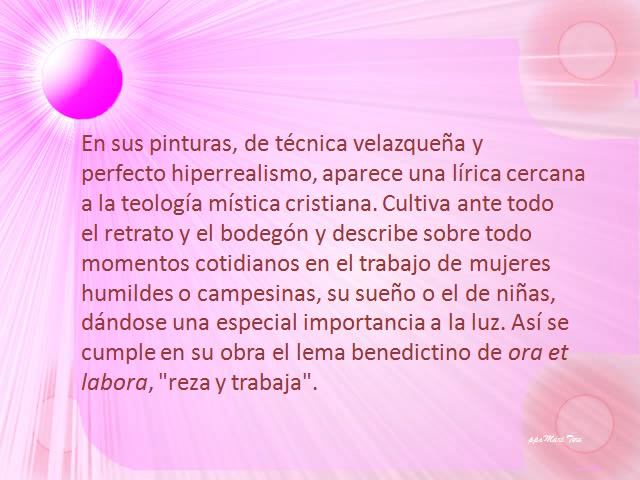 En sus pinturas, de técnica velazqueña y
perfecto hiperrealismo, aparece una lírica cercana
a la teología mística cristiana. Cultiva ante todo
el retrato y el bodegón y describe sobre todo
momentos cotidianos en el trabajo de mujeres
humildes o campesinas, su sueño o el de niñas,
dándose una especial importancia a la luz. Así se
cumple en su obra el lema benedictino de ora et
labora, "reza y trabaja".
ppsMari Tere